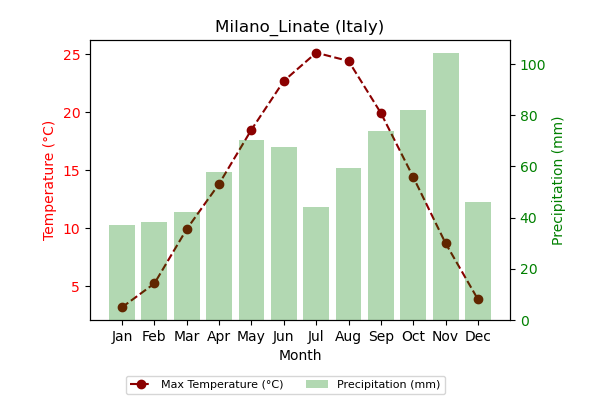 Milano_Linate (Italy)
25
20
15
10
5
Temperature (°C)
100
80
60
40
20
0
Precipitation (mm)
Jan Feb Mar Apr May Jun Jul Aug Sep Oct Nov Dec
Month
Max Temperature (°C) Precipitation (mm)